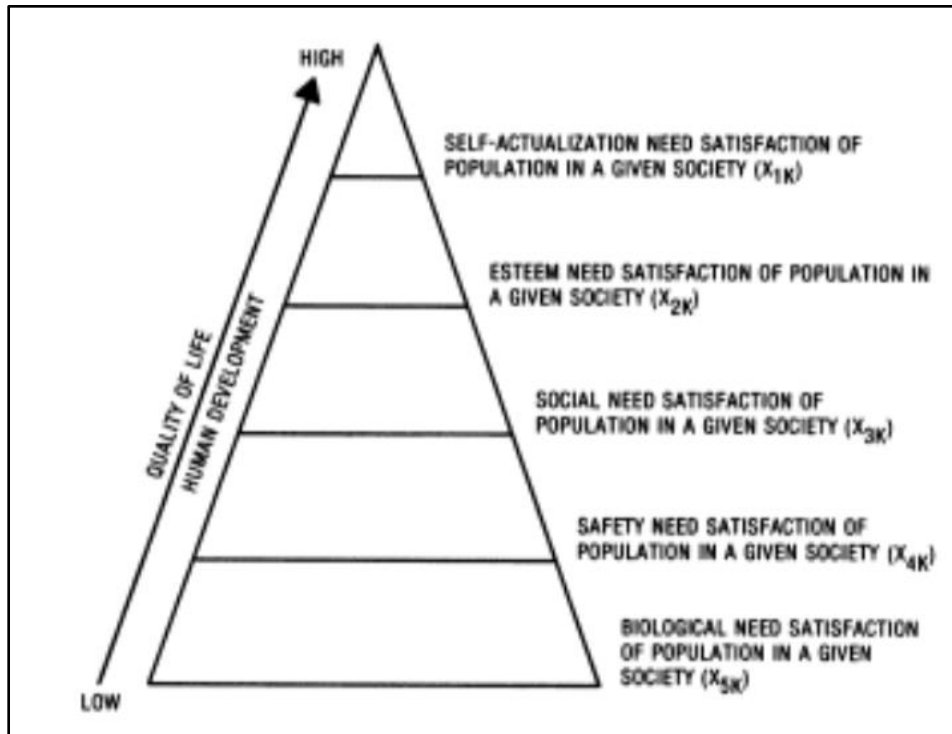 HIGH
SELF-ACTUALIZATION NEED SATISFACTION OF
POPULATION IN A GIVEN SOCIETY (X1K)
ESTEEM NEED SATISFACTION OF POPULATION IN
A GIVEN SOCIETY (X2K)
QUALITY OF LIFE
HUMAN DEVELOPMENT
SOCIAL NEED SATISFACTION OF
POPULATION IN A GIVEN SOCIETY (X3K)
SAFETY NEED SATISFACTION OF
POPULATION IN A GIVEN SOCIETY (X4K)
BIOLOGICAL NEED SATISFACTION
OF POPULATION IN A GIVEN
SOCIETY (X5K)
LOW